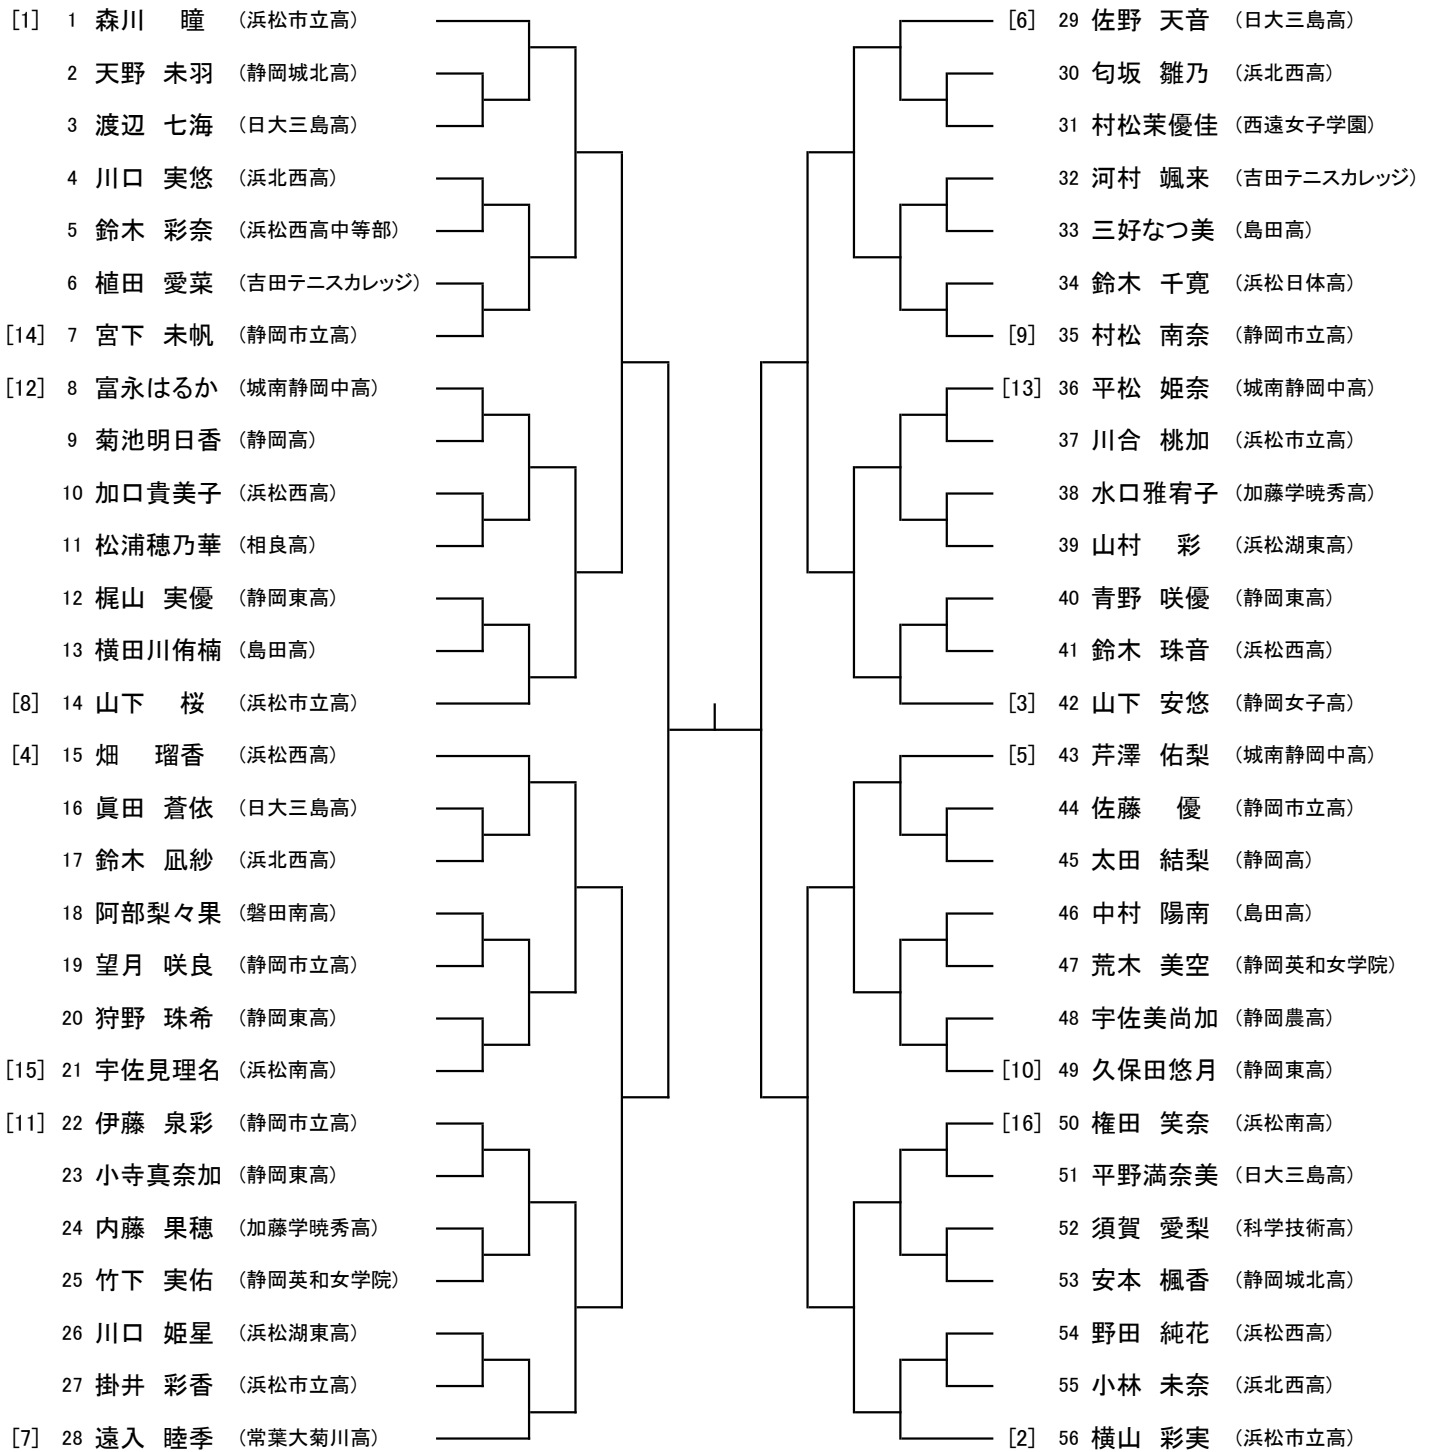 [1] 1 森川 瞳 (浜松市立高)
2 天野 未羽 (静岡城北高)
3 渡辺 七海 (日大三島高)
4 川口 実悠 (浜北西高)
5 鈴木 彩奈 (浜松西高中等部)
6 植田 愛菜 (吉田テニスカレッジ)
[14] 7 宮下 未帆 (静岡市立高)
[12] 8 富永はるか (城南静岡中高)
9 菊池明日香 (静岡高)
10 加口貴美子 (浜松西高)
11 松浦穂乃華 (相良高)
12 梶山 実優 (静岡東高)
13 横田川侑楠 (島田高)
[8] 14 山下 桜 (浜松市立高)
[4] 15 畑 瑠香 (浜松西高)
16 眞田 蒼依 (日大三島高)
17 鈴木 凪紗 (浜北西高)
18 阿部梨々果 (磐田南高)
19 望月 咲良 (静岡市立高)
20 狩野 珠希 (静岡東高)
[15] 21 宇佐見理名 (浜松南高)
[11] 22 伊藤 泉彩 (静岡市立高)
23 小寺真奈加 (静岡東高)
24 内藤 果穂 (加藤学暁秀高)
25 竹下 実佑 (静岡英和女学院)
26 川口 姫星 (浜松湖東高)
27 掛井 彩香 (浜松市立高)
[7] 28 遠入 睦季 (常葉大菊川高)
[6] 29 佐野 天音 (日大三島高)
30 匂坂 雛乃 (浜北西高)
31 村松茉優佳 (西遠女子学園)
32 河村 颯来 (吉田テニスカレッジ)
33 三好なつ美 (島田高)
34 鈴木 千寛 (浜松日体高)
[9] 35 村松 南奈 (静岡市立高)
[13] 36 平松 姫奈 (城南静岡中高)
37 川合 桃加 (浜松市立高)
38 水口雅宥子 (加藤学暁秀高)
39 山村 彩 (浜松湖東高)
40 青野 咲優 (静岡東高)
41 鈴木 珠音 (浜松西高)
[3] 42 山下 安悠 (静岡女子高)
[5] 43 芹澤 佑梨 (城南静岡中高)
44 佐藤 優 (静岡市立高)
45 太田 結梨 (静岡高)
46 中村 陽南 (島田高)
47 荒木 美空 (静岡英和女学院)
48 宇佐美尚加 (静岡農高)
[10] 49 久保田悠月 (静岡東高)
[16] 50 権田 笑奈 (浜松南高)
51 平野満奈美 (日大三島高)
52 須賀 愛梨 (科学技術高)
53 安本 楓香 (静岡城北高)
54 野田 純花 (浜松西高)
55 小林 未奈 (浜北西高)
[2] 56 横山 彩実 (浜松市立高)